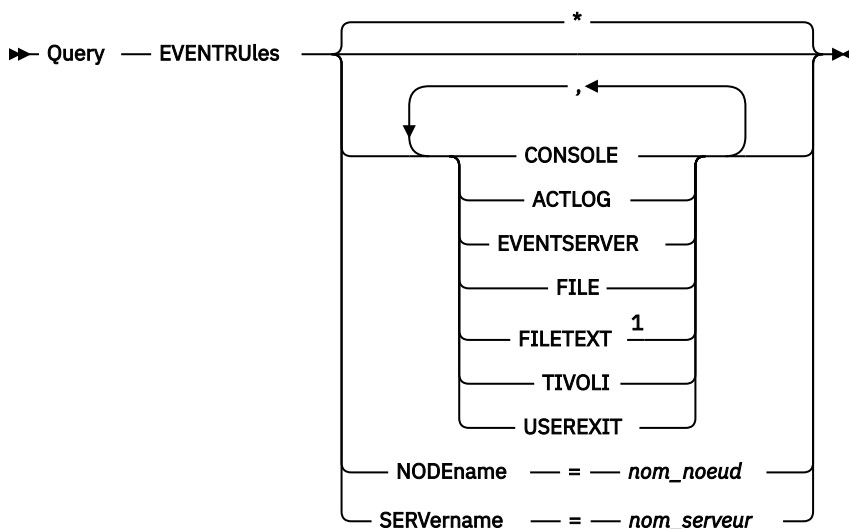 *
Query EVENTRUles
,
CONSOLE
ACTLOG
EVENTSERVER
FILE
FILETEXT 1
TIVOLI
USEREXIT
NODEname = nom_noeud
SERVername = nom_serveur